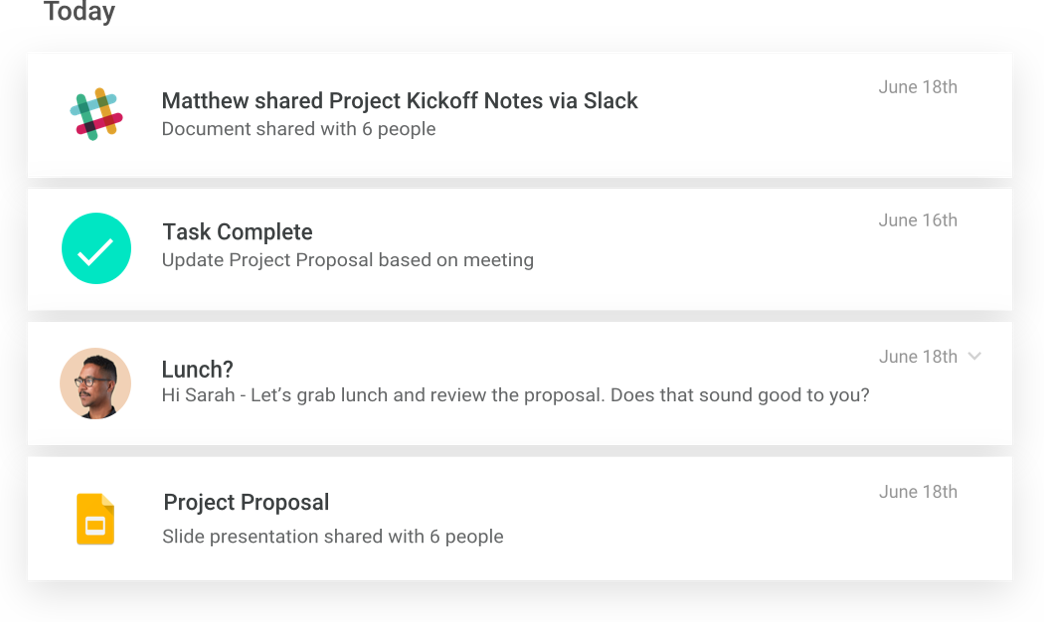 Today
Matthew shared Project Kickoff Notes via Slack
June 18th
Document shared with 6 people
Task Complete
June 16th
Update Project Proposal based on meeting
Lunch?
June 18th
Hi Sarah - Let’s grab lunch and review the proposal. Does that sound good to you?
Project Proposal
June 18th
Slide presentation shared with 6 people